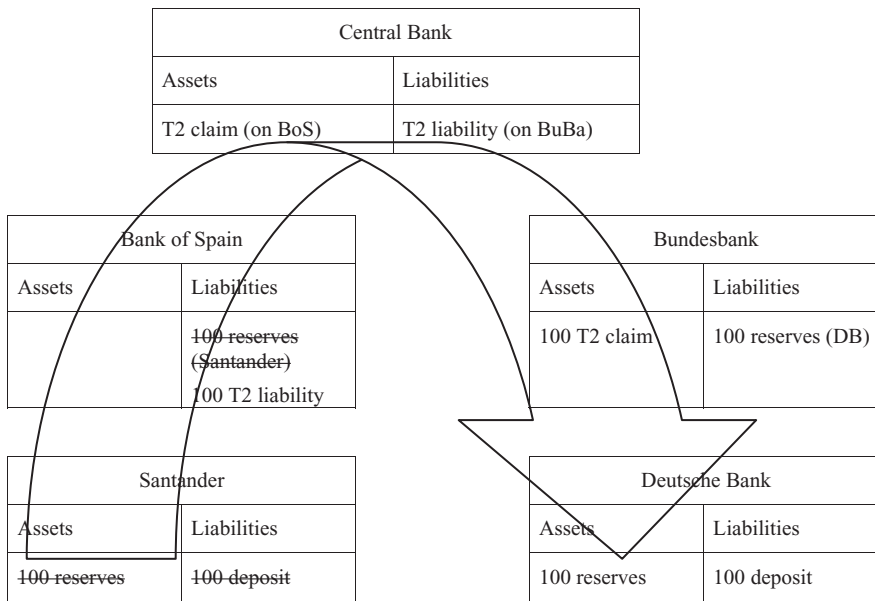 Central Bank
Assets Liabilities
T2 claim (on BoS) T2 liability (on BuBa)
Bank of Spain
Assets Liabilities
100 reserves
(Santander)
100 T2 liability
Bundesbank
Assets Liabilities
100 T2 claim 100 reserves (DB)
Santander
Assets Liabilities
100 reserves 100 deposit
Deutsche Bank
Assets Liabilities
100 reserves 100 deposit